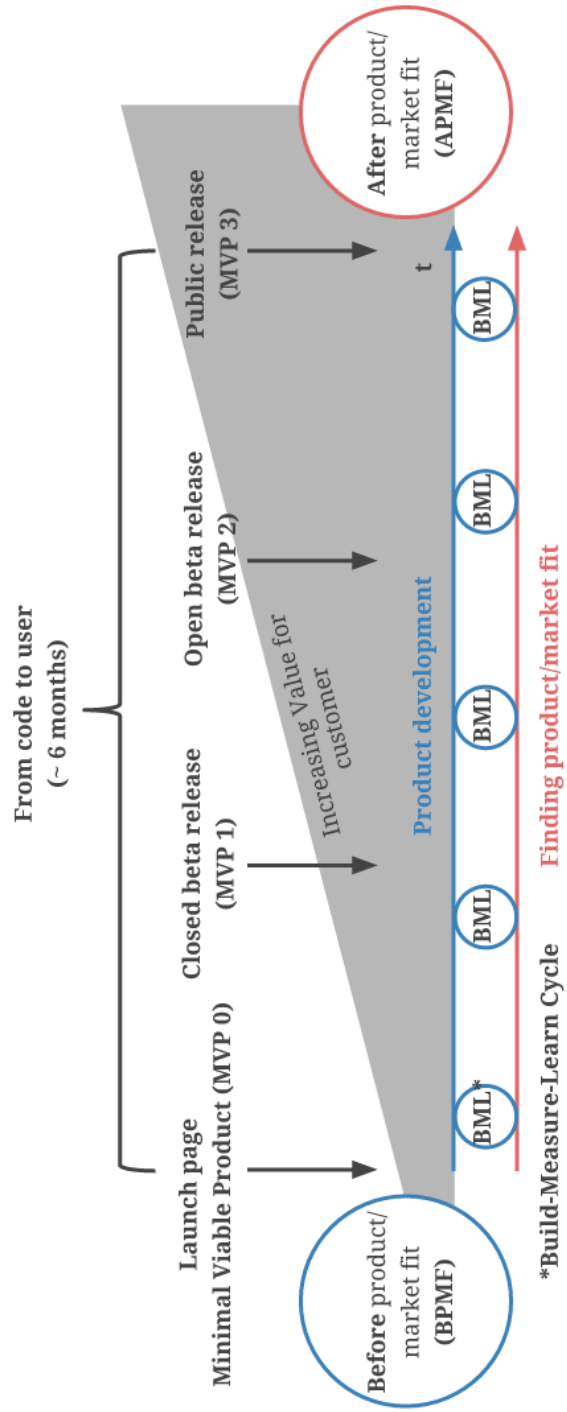 From code to user
(~ 6 months)
Launch page
Minimal Viable Product (MVP 0)
Closed beta release
(MVP 1)
Open beta release
(MVP 2)
Public release
(MVP 3)
Increasing Value for
customer
Before product/
market fit
(BPMF)
After product/
market fit
(APMF)
Product development
t
BML*
BML
BML
BML
BML
Finding product/market fit
*Build-Measure-Learn Cycle